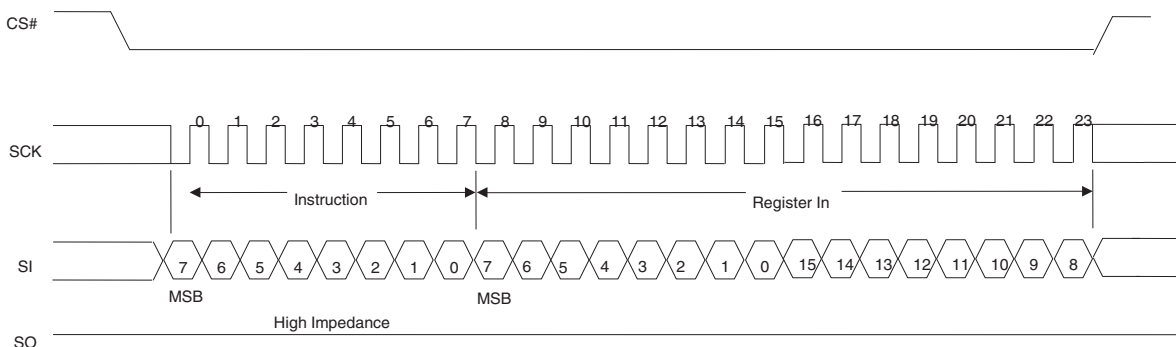 CS#
0 1 2 3 4 5 6 7 8 9 10 11 12 13 14 15 16 17 18 19 20 21 22 23
SCK
Instruction
Register In
SI 7 6 5 4 3 2 1 0 7 6 5 4 3 2 1 0 15 14 13 12 11 10 9 8
MSB MSB
High Impedance
SO